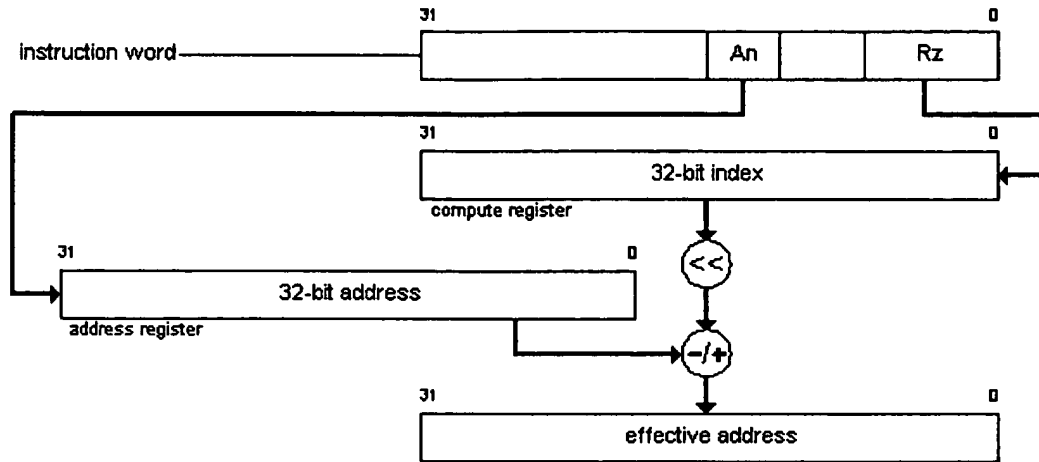 31 0
instruction word An Rz
31 0
32-bit index
compute register
31 0
<<
32-bit address
address register
-/+
31 0
effective address